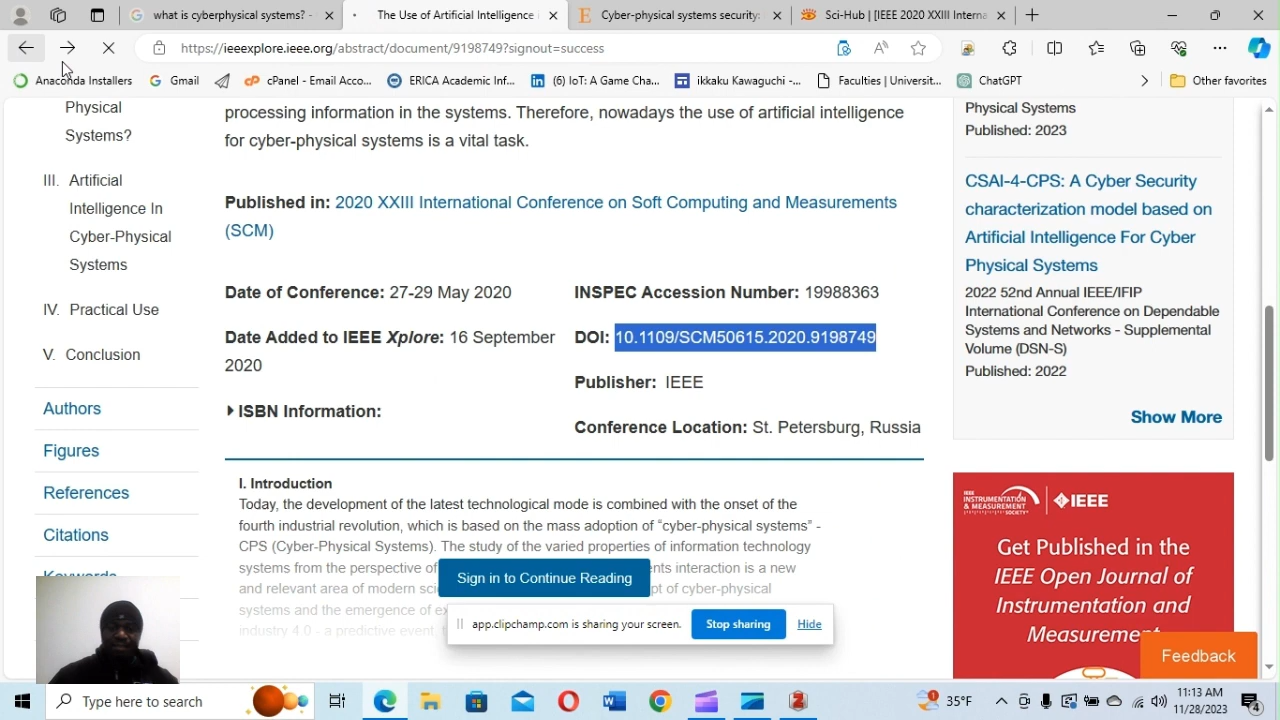 what is cyber-physical systems?
The use of Artificial Intelligence
Cyber-physical systems security:
Sci-Hub | [IEEE 2020 XXIII Interna
https://ieeexplore.ieee.org/abstract/document/9198749?signout=success
Anaconda Installers
Gmail
cPanel - Email Acco...
ERICA Academic Inf...
(6) IoT: A Game Cha...
ikkaku Kawaguchi -...
Faculties | Universit...
ChatGPT
Other favorites
Physical
Systems?
III. Artificial
Intelligence In
Cyber-Physical
Systems
IV. Practical Use
V. Conclusion
Authors
Figures
References
Citations
Keywords
processing information in the systems. Therefore, nowadays the use of artificial intelligence
for cyber-physical systems is a vital task.
Published in: 2020 XXIII International Conference on Soft Computing and Measurements
(SCM)
Date of Conference: 27-29 May 2020
Date Added to IEEE Xplore: 16 September
2020
ISBN Information:
INSPEC Accession Number: 19988363
DOI: 10.1109/SCM50615.2020.9198749
Publisher: IEEE
Conference Location: St. Petersburg, Russia
I. Introduction
Today, the development of the latest technological mode is combined with the onset of the
fourth industrial revolution, which is based on the mass adoption of “cyber-physical systems” -
CPS (Cyber-Physical Systems). The study of the varied properties of information technology
systems from the perspective of ents interaction is a new
and relevant area of modern sci pt of cyber-physical
systems and the emergence of ex
industry 4.0 - a predictive event, t
Sign in to Continue Reading
app.clipchamp.com is sharing your screen.
Stop sharing
Hide
Physical Systems
Published: 2023
CSAI-4-CPS: A Cyber Security
characterization model based on
Artificial Intelligence For Cyber
Physical Systems
2022 52nd Annual IEEE/IFIP
International Conference on Dependable
Systems and Networks - Supplemental
Volume (DSN-S)
Published: 2022
Show More
IEEE
INSTRUMENTATION
& MEASUREMENT
SOCIETY
IEEE
Get Published in the
IEEE Open Journal of
Instrumentation and
Measurement
Feedback
Type here to search
1
35°F
11:13 AM
11/28/2023
4